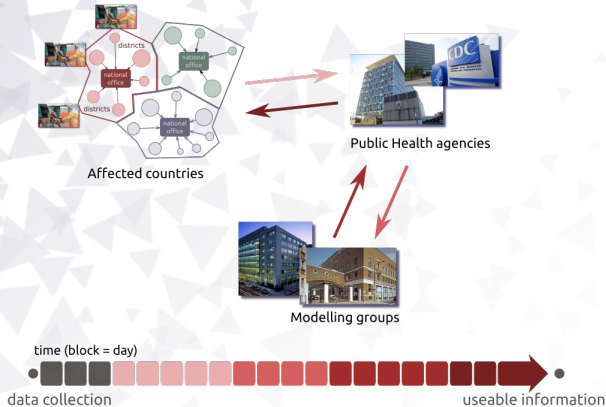 districts
national
office
national
office
districts
national
office
CDC
Affected countries
Public Health agencies
Modelling groups
time (block = day)
data collection
useable information